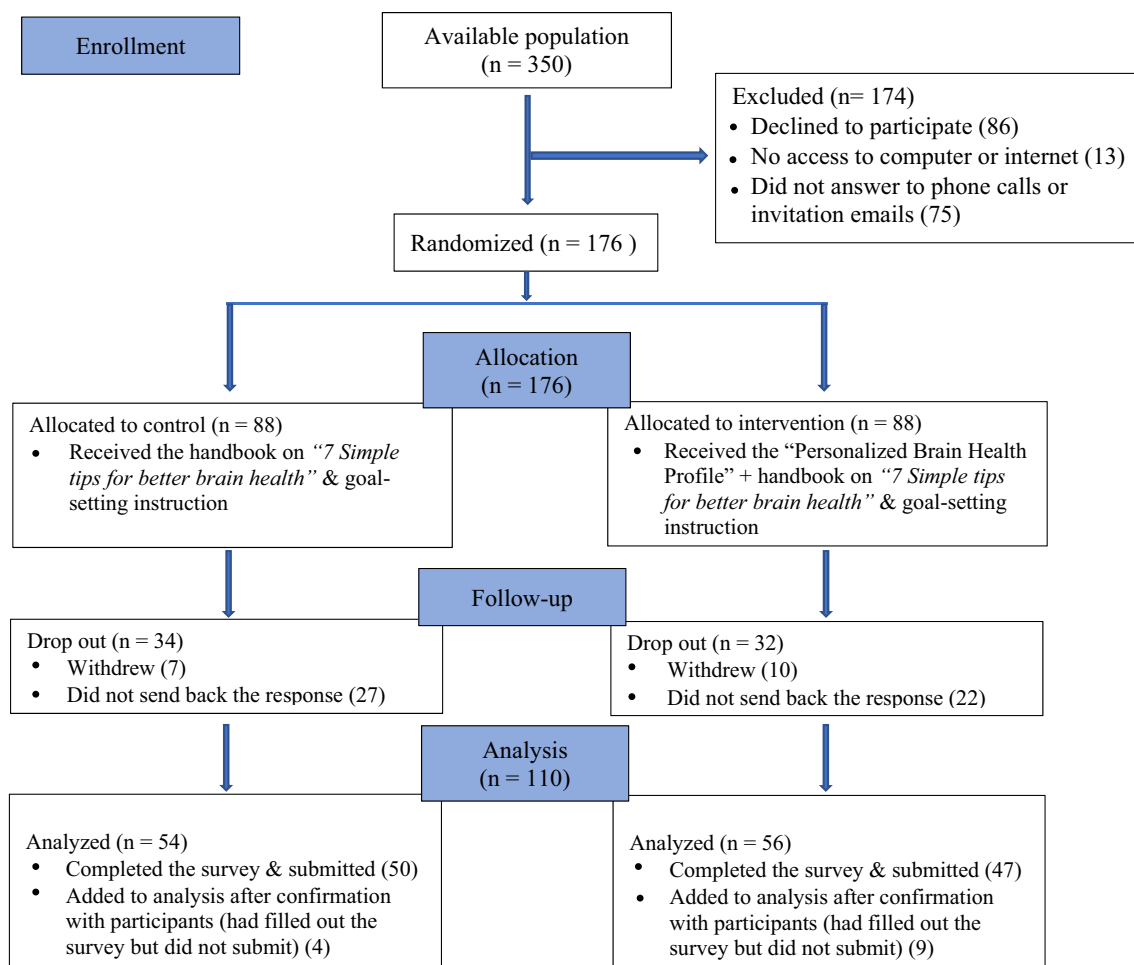 Enrollment
Available population
(n = 350)
Excluded (n= 174)
• Declined to participate (86)
• No access to computer or internet (13)
• Did not answer to phone calls or
invitation emails (75)
Randomized (n = 176 )
Allocation
(n = 176)
Allocated to control (n = 88)
• Received the handbook on “7 Simple
tips for better brain health” & goal-
setting instruction
Allocated to intervention (n = 88)
• Received the “Personalized Brain Health
Profile” + handbook on “7 Simple tips
for better brain health” & goal-setting
instruction
Follow-up
Drop out (n = 34)
• Withdrew (7)
• Did not send back the response (27)
Drop out (n = 32)
• Withdrew (10)
• Did not send back the response (22)
Analysis
(n = 110)
Analyzed (n = 54)
• Completed the survey & submitted (50)
• Added to analysis after confirmation
with participants (had filled out the
survey but did not submit) (4)
Analyzed (n = 56)
• Completed the survey & submitted (47)
• Added to analysis after confirmation
with participants (had filled out the
survey but did not submit) (9)